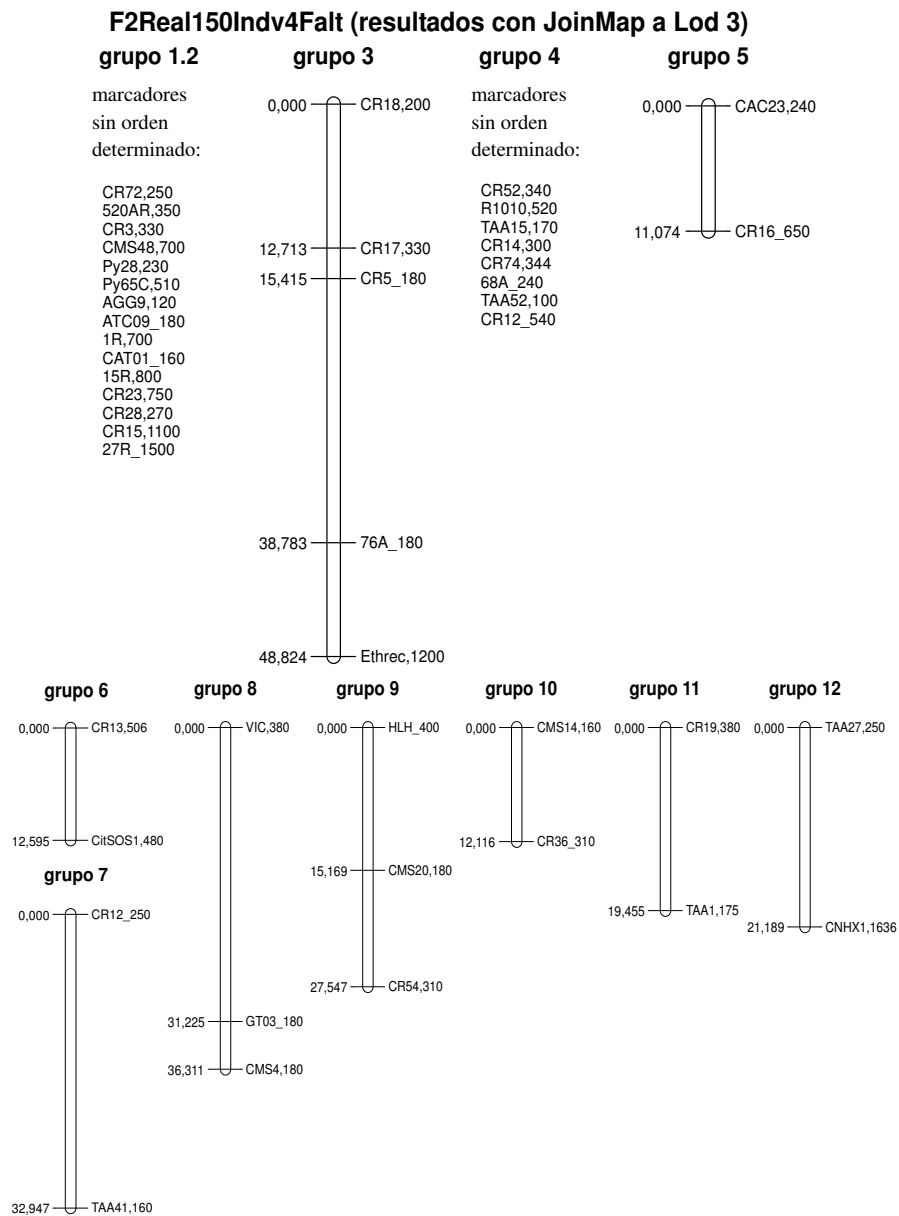 F2Real150Indv4Falt (resultados con JoinMap a Lod 3)
grupo 1.2
marcadores
sin orden
determinado:
CR72,250
520AR,350
CR3,330
CMS48,700
Py28,230
Py65C,510
AGG9,120
ATC09_180
1R,700
CAT01_160
15R,800
CR23,750
CR28,270
CR15,1100
27R_1500
grupo 3
0,000 CR18,200
12,713 CR17,330
15,415 CR5_180
38,783 76A_180
48,824 Ethrec,1200
grupo 4
marcadores
sin orden
determinado:
CR52,340
R1010,520
TAA15,170
CR14,300
CR74,344
68A_240
TAA52,100
CR12_540
grupo 5
0,000 CAC23,240
11,074 CR16_650
grupo 6
0,000 CR13,506
12,595 CitSOS1,480
grupo 7
0,000 CR12_250
32,947 TAA41,160
grupo 8
0,000 VIC,380
31,225 GT03_180
36,311 CMS4,180
grupo 9
0,000 HLH_400
15,169 CMS20,180
27,547 CR54,310
grupo 10
0,000 CMS14,160
12,116 CR36_310
grupo 11
0,000 CR19,380
19,455 TAA1,175
grupo 12
0,000 TAA27,250
21,189 CNHX1,1636